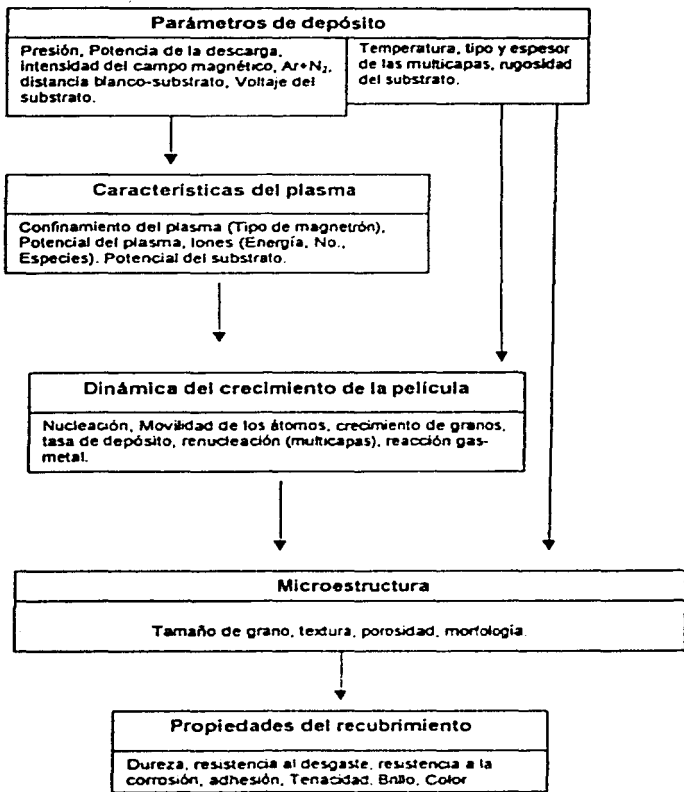 Parámetros de depósito
Presión, Potencia de la descarga,
intensidad del campo magnético, Ar+N₂,
distancia blanco-substrato, Voltaje del
substrato.
Temperatura, tipo y espesor
de las multicapas, rugosidad
del substrato.
Características del plasma
Confinamiento del plasma (Tipo de magnetrón),
Potencial del plasma, Iones (Energía, No.,
Especies). Potencial del substrato.
Dinámica del crecimiento de la película
Nucleación, Movilidad de los átomos, crecimiento de granos,
tasa de depósito, renucleación (multicapas), reacción gas-
metal.
Microestructura
Tamaño de grano, textura, porosidad, morfología.
Propiedades del recubrimiento
Dureza, resistencia al desgaste, resistencia a la
corrosión, adhesión, Tenacidad. Brillo, Color